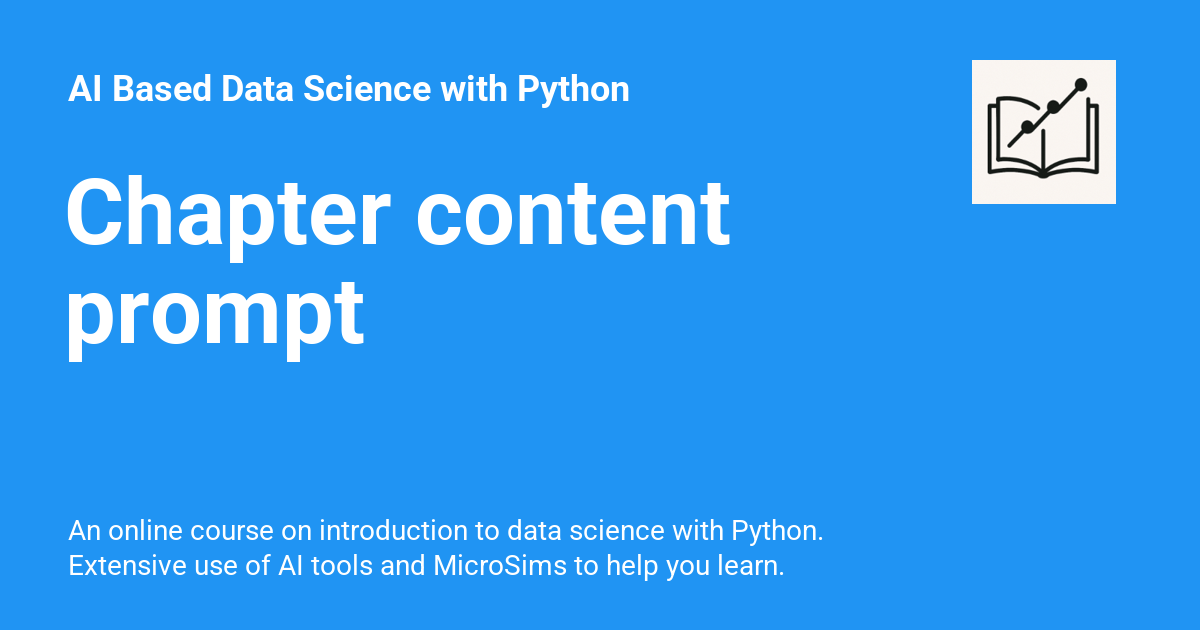 AI Based Data Science with Python
Chapter content
prompt
An online course on introduction to data science with Python.
Extensive use of AI tools and MicroSims to help you learn.